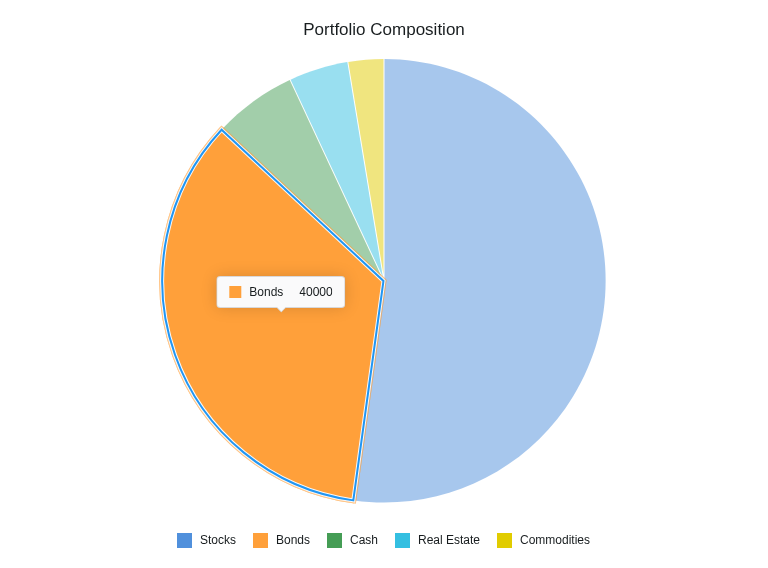 Portfolio Composition
Bonds 40000
Stocks Bonds Cash Real Estate Commodities